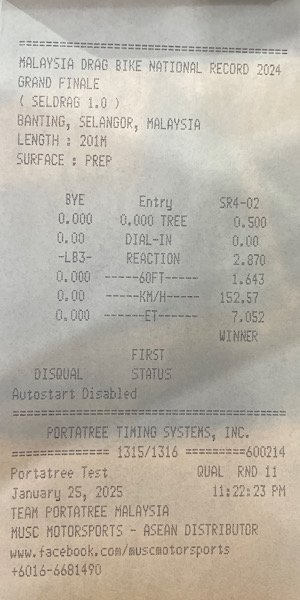 ==========================================
MALAYSIA DRAG BIKE NATIONAL RECORD 2024
GRAND FINALE
( SELDRAG 1.0 )
BANTING, SELANGOR, MALAYSIA
LENGTH : 201M
SURFACE : PREP
BYE Entry SR4-02
0.000 0.000 TREE 0.500
0.00 DIAL-IN 0.00
-LB3- REACTION 2.870
0.000 ------60FT----- 1.643
0.00 -----KM/H------ 152.57
0.000 ------ET------- 7.052
WINNER
FIRST
DISQUAL STATUS
Autostart Disabled
==========================================
PORTATREE TIMING SYSTEMS, INC.
================ 1315/1316 =========600214
Portatree Test QUAL RND 11
January 25, 2025 11:22:23 PM
TEAM PORTATREE MALAYSIA
MUSC MOTORSPORTS - ASEAN DISTRIBUTOR
www.facebook.com/muscmotorsports
+6016-6681490